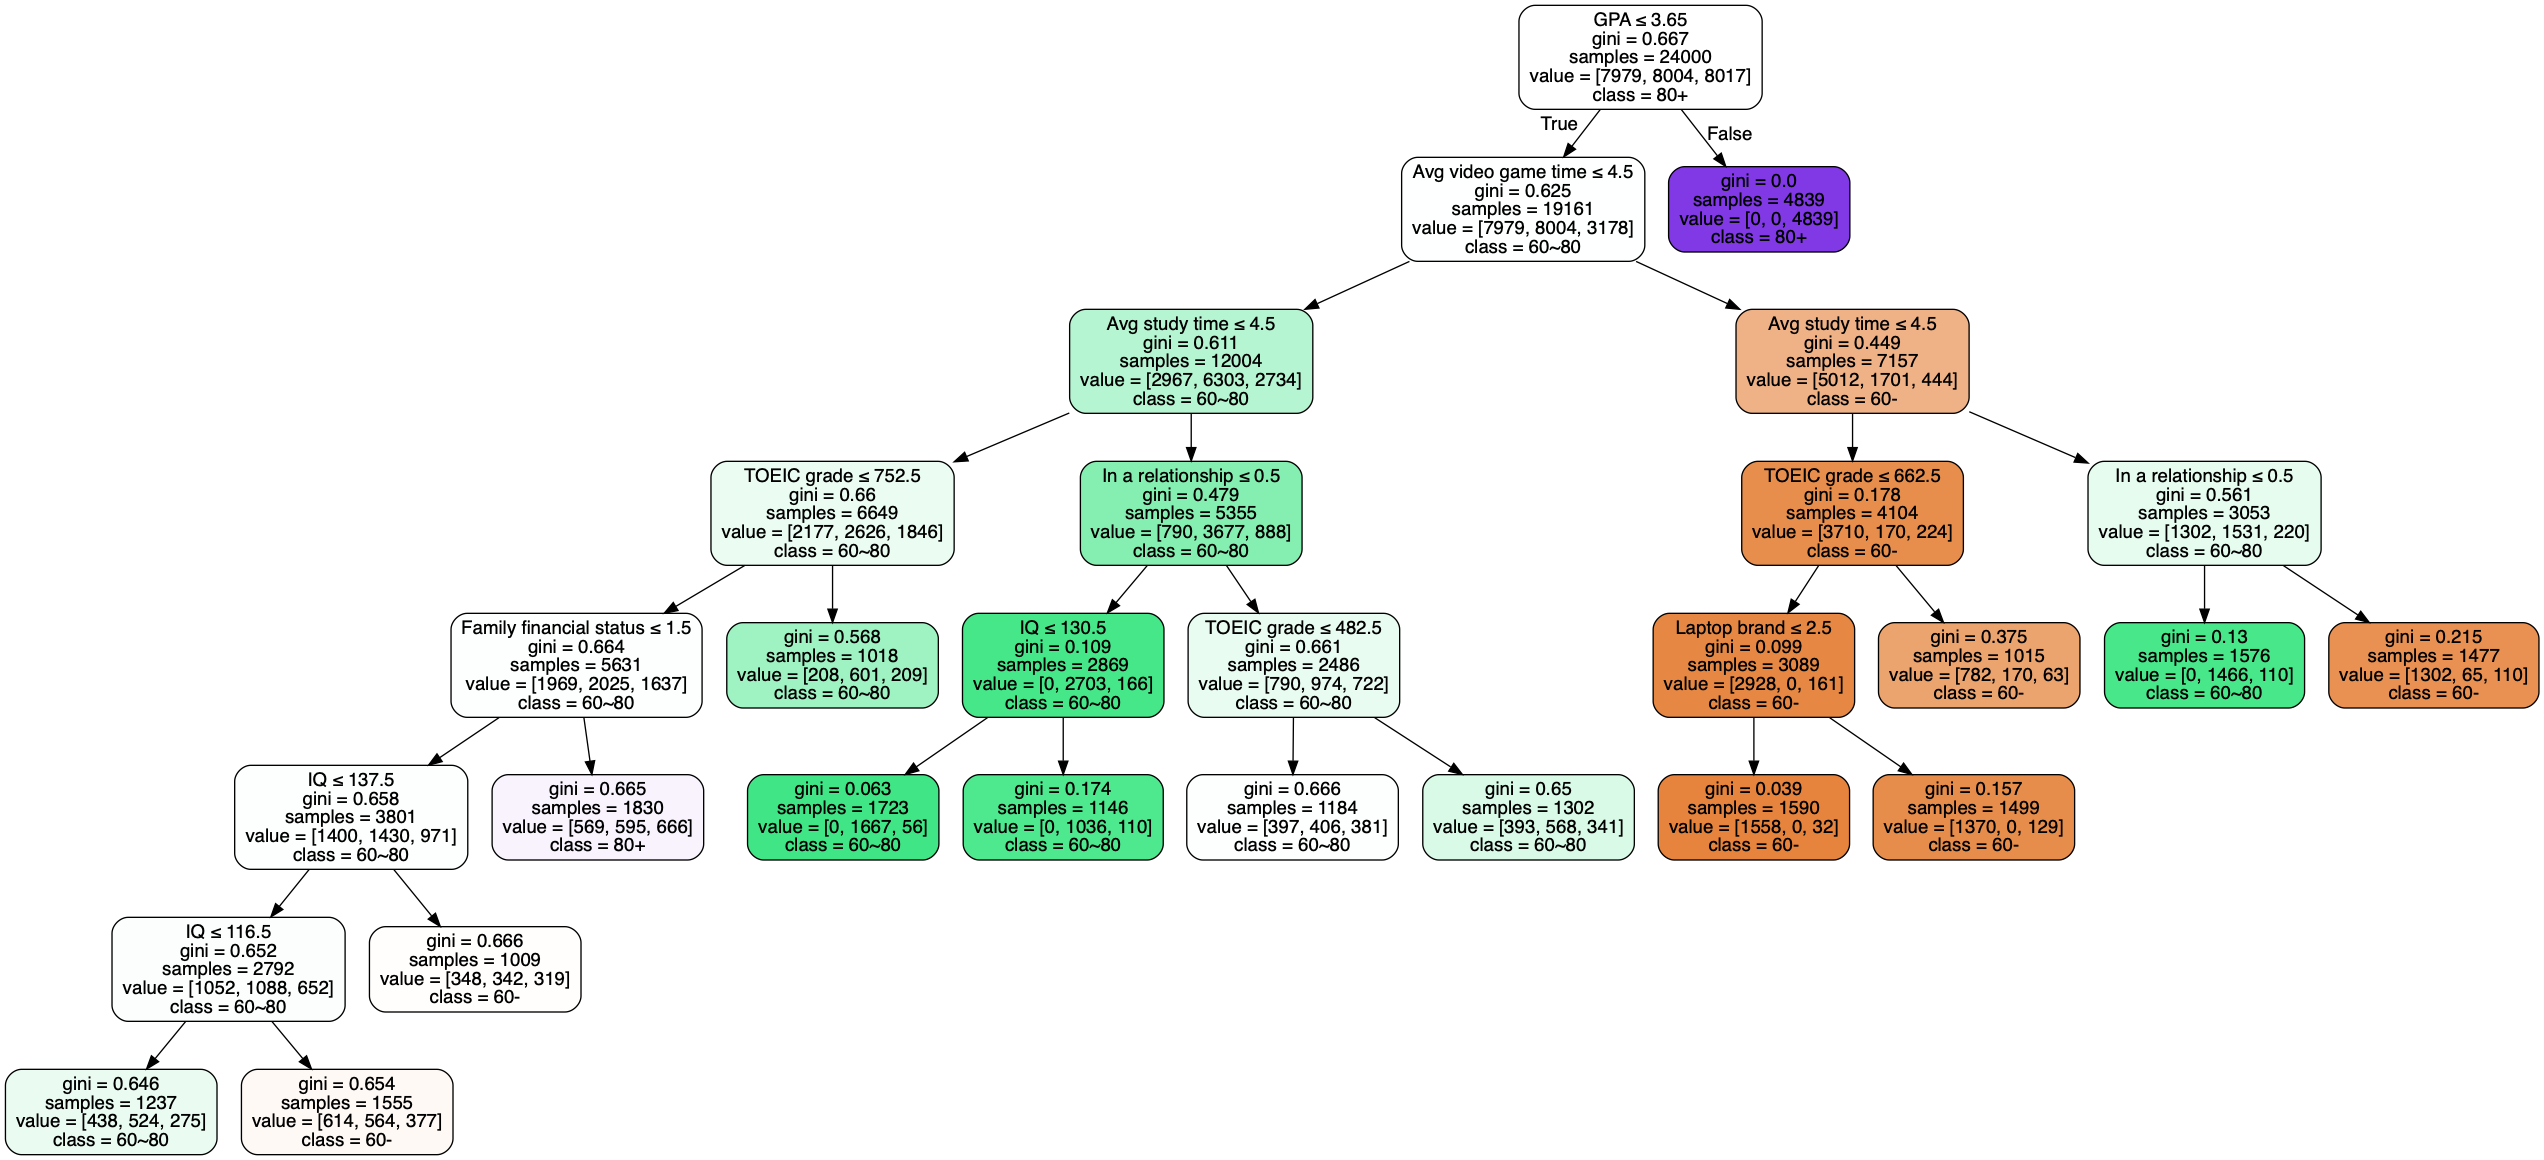 GPA ≤ 3.65
gini = 0.667
samples = 24000
value = [7979, 8004, 8017]
class = 80+
True
False
Avg video game time ≤ 4.5
gini = 0.625
samples = 19161
value = [7979, 8004, 3178]
class = 60~80
gini = 0.0
samples = 4839
value = [0, 0, 4839]
class = 80+
Avg study time ≤ 4.5
gini = 0.611
samples = 12004
value = [2967, 6303, 2734]
class = 60~80
Avg study time ≤ 4.5
gini = 0.449
samples = 7157
value = [5012, 1701, 444]
class = 60-
TOEIC grade ≤ 752.5
gini = 0.66
samples = 6649
value = [2177, 2626, 1846]
class = 60~80
In a relationship ≤ 0.5
gini = 0.479
samples = 5355
value = [790, 3677, 888]
class = 60~80
TOEIC grade ≤ 662.5
gini = 0.178
samples = 4104
value = [3710, 170, 224]
class = 60-
In a relationship ≤ 0.5
gini = 0.561
samples = 3053
value = [1302, 1531, 220]
class = 60~80
Family financial status ≤ 1.5
gini = 0.664
samples = 5631
value = [1969, 2025, 1637]
class = 60~80
gini = 0.568
samples = 1018
value = [208, 601, 209]
class = 60~80
IQ ≤ 130.5
gini = 0.109
samples = 2869
value = [0, 2703, 166]
class = 60~80
TOEIC grade ≤ 482.5
gini = 0.661
samples = 2486
value = [790, 974, 722]
class = 60~80
Laptop brand ≤ 2.5
gini = 0.099
samples = 3089
value = [2928, 0, 161]
class = 60-
gini = 0.375
samples = 1015
value = [782, 170, 63]
class = 60-
gini = 0.13
samples = 1576
value = [0, 1466, 110]
class = 60~80
gini = 0.215
samples = 1477
value = [1302, 65, 110]
class = 60-
IQ ≤ 137.5
gini = 0.658
samples = 3801
value = [1400, 1430, 971]
class = 60~80
gini = 0.665
samples = 1830
value = [569, 595, 666]
class = 80+
gini = 0.063
samples = 1723
value = [0, 1667, 56]
class = 60~80
gini = 0.174
samples = 1146
value = [0, 1036, 110]
class = 60~80
gini = 0.666
samples = 1184
value = [397, 406, 381]
class = 60~80
gini = 0.65
samples = 1302
value = [393, 568, 341]
class = 60~80
gini = 0.039
samples = 1590
value = [1558, 0, 32]
class = 60-
gini = 0.157
samples = 1499
value = [1370, 0, 129]
class = 60-
IQ ≤ 116.5
gini = 0.652
samples = 2792
value = [1052, 1088, 652]
class = 60~80
gini = 0.666
samples = 1009
value = [348, 342, 319]
class = 60-
gini = 0.646
samples = 1237
value = [438, 524, 275]
class = 60~80
gini = 0.654
samples = 1555
value = [614, 564, 377]
class = 60-